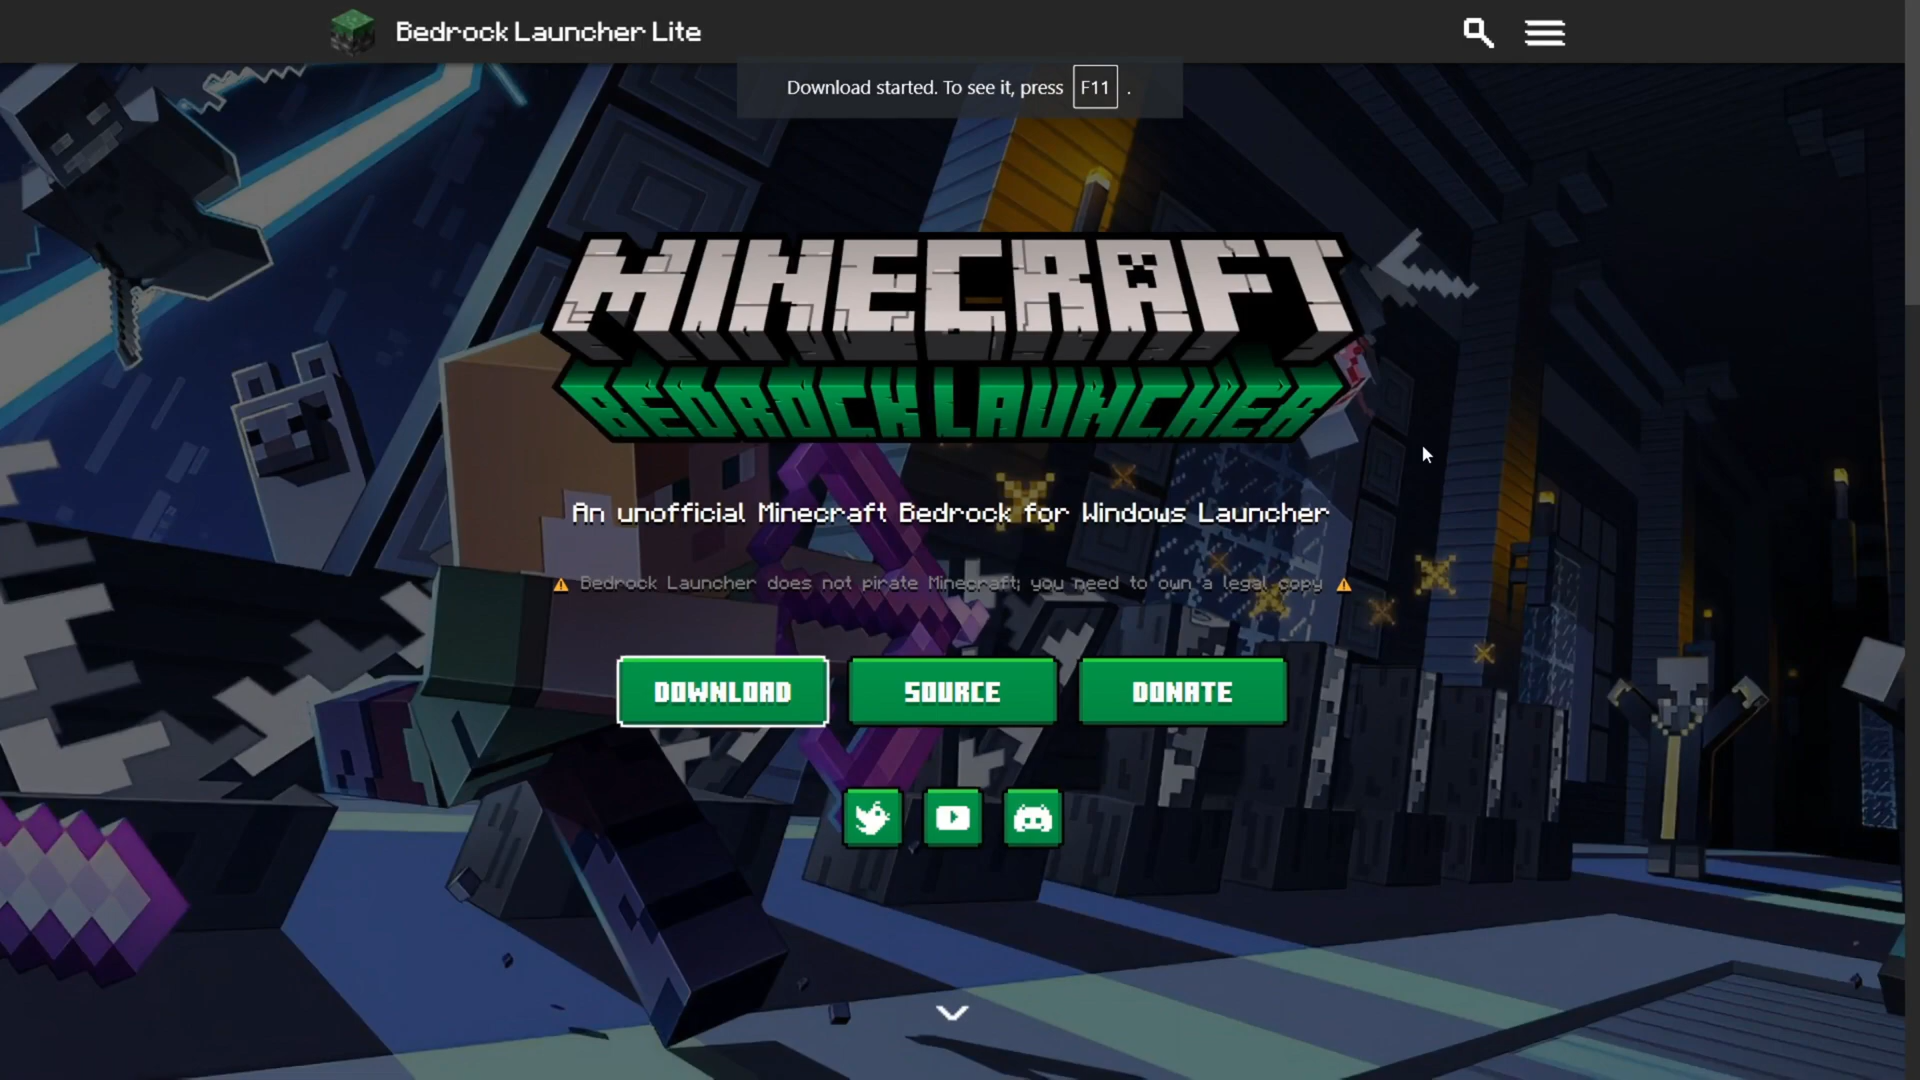 Bedrock Launcher Lite
Download started. To see it, press F11 .
MINECRAFT
BEDROCK LAUNCHER
An unofficial Minecraft Bedrock for Windows Launcher
⚠ Bedrock Launcher does not pirate Minecraft; you need to own a legal copy ⚠
DOWNLOAD
SOURCE
DONATE